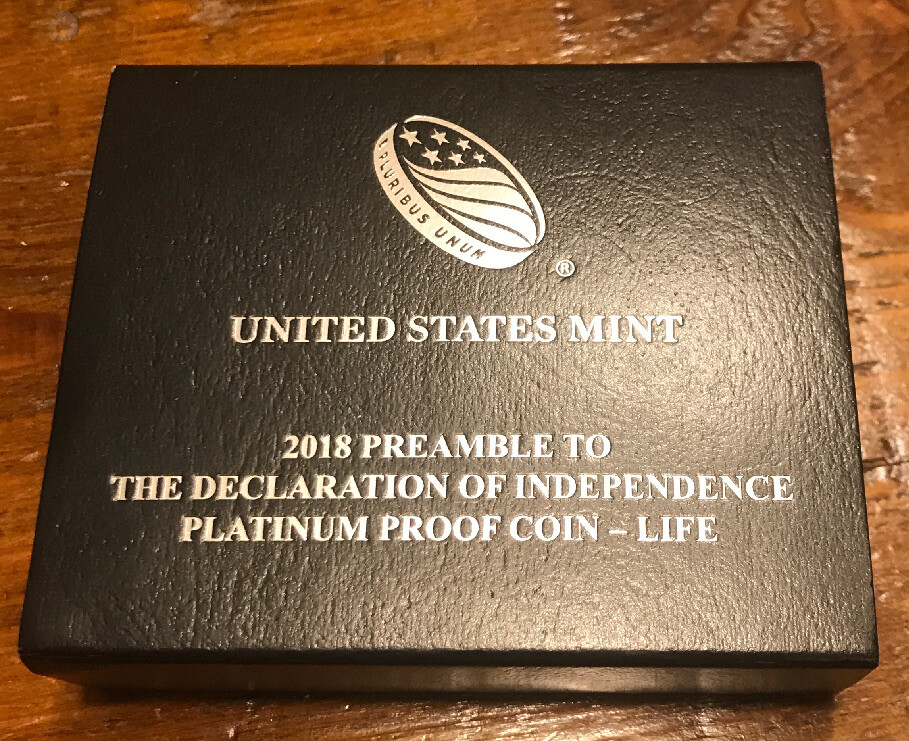 E PLURIBUS UNUM
®
UNITED STATES MINT
2018 PREAMBLE TO
THE DECLARATION OF INDEPENDENCE
PLATINUM PROOF COIN – LIFE